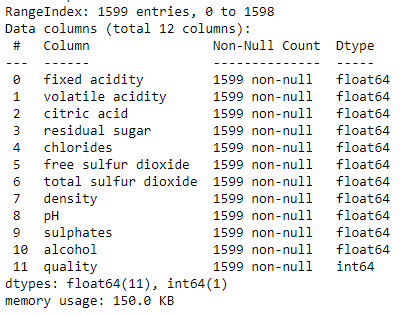 RangeIndex: 1599 entries, 0 to 1598
Data columns (total 12 columns):
 #   Column                Non-Null Count  Dtype
---  ------                --------------  -----
 0   fixed acidity         1599 non-null   float64
 1   volatile acidity      1599 non-null   float64
 2   citric acid           1599 non-null   float64
 3   residual sugar        1599 non-null   float64
 4   chlorides             1599 non-null   float64
 5   free sulfur dioxide   1599 non-null   float64
 6   total sulfur dioxide  1599 non-null   float64
 7   density               1599 non-null   float64
 8   pH                    1599 non-null   float64
 9   sulphates             1599 non-null   float64
 10  alcohol               1599 non-null   float64
 11  quality               1599 non-null   int64
dtypes: float64(11), int64(1)
memory usage: 150.0 KB